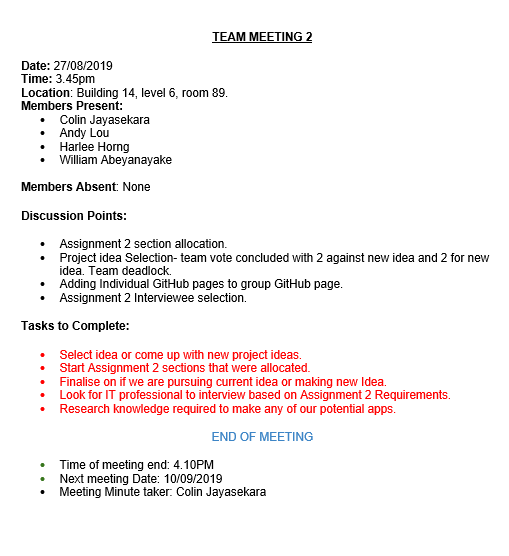 TEAM MEETING 2
Date: 27/08/2019
Time: 3.45pm
Location: Building 14, level 6, room 89.
Members Present:
• Colin Jayasekara
• Andy Lou
• Harlee Horng
• William Abeyanayake
Members Absent: None
Discussion Points:
• Assignment 2 section allocation.
• Project idea Selection- team vote concluded with 2 against new idea and 2 for new
idea. Team deadlock.
• Adding Individual GitHub pages to group GitHub page.
• Assignment 2 Interviewee selection.
Tasks to Complete:
• Select idea or come up with new project ideas.
• Start Assignment 2 sections that were allocated.
• Finalise on if we are pursuing current idea or making new Idea.
• Look for IT professional to interview based on Assignment 2 Requirements.
• Research knowledge required to make any of our potential apps.
END OF MEETING
• Time of meeting end: 4.10PM
• Next meeting Date: 10/09/2019
• Meeting Minute taker: Colin Jayasekara